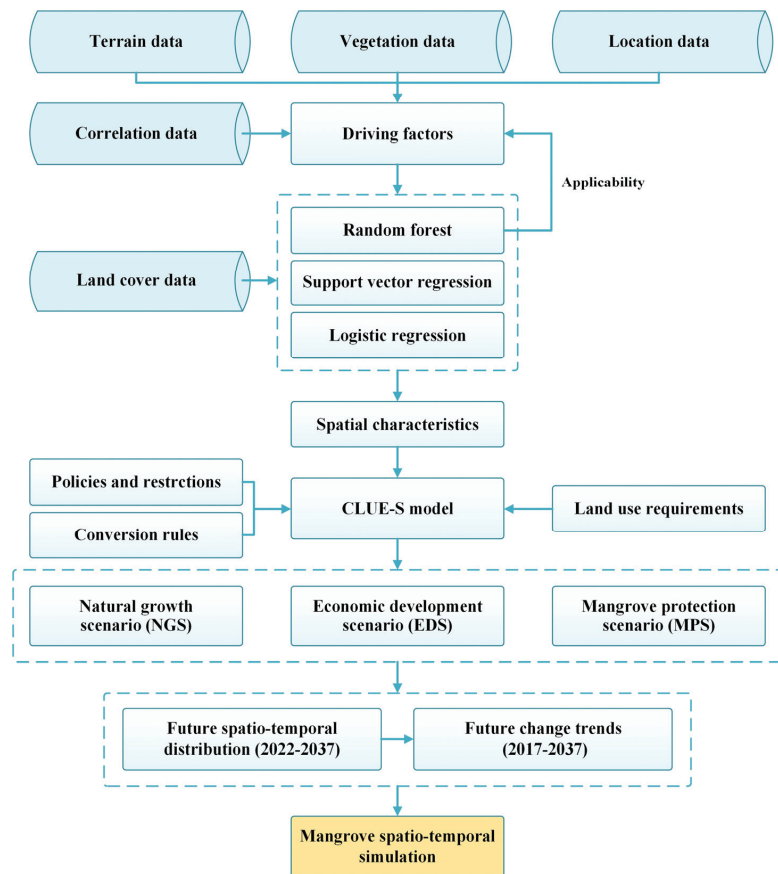 Terrain data
Vegetation data
Location data
Correlation data
Driving factors
Applicability
Random forest
Land cover data
Support vector regression
Logistic regression
Spatial characteristics
Policies and restrctions
CLUE-S model
Land use requirements
Conversion rules
Natural growth
scenario (NGS)
Economic development
scenario (EDS)
Mangrove protection
scenario (MPS)
Future spatio-temporal
distribution (2022-2037)
Future change trends
(2017-2037)
Mangrove spatio-temporal
simulation